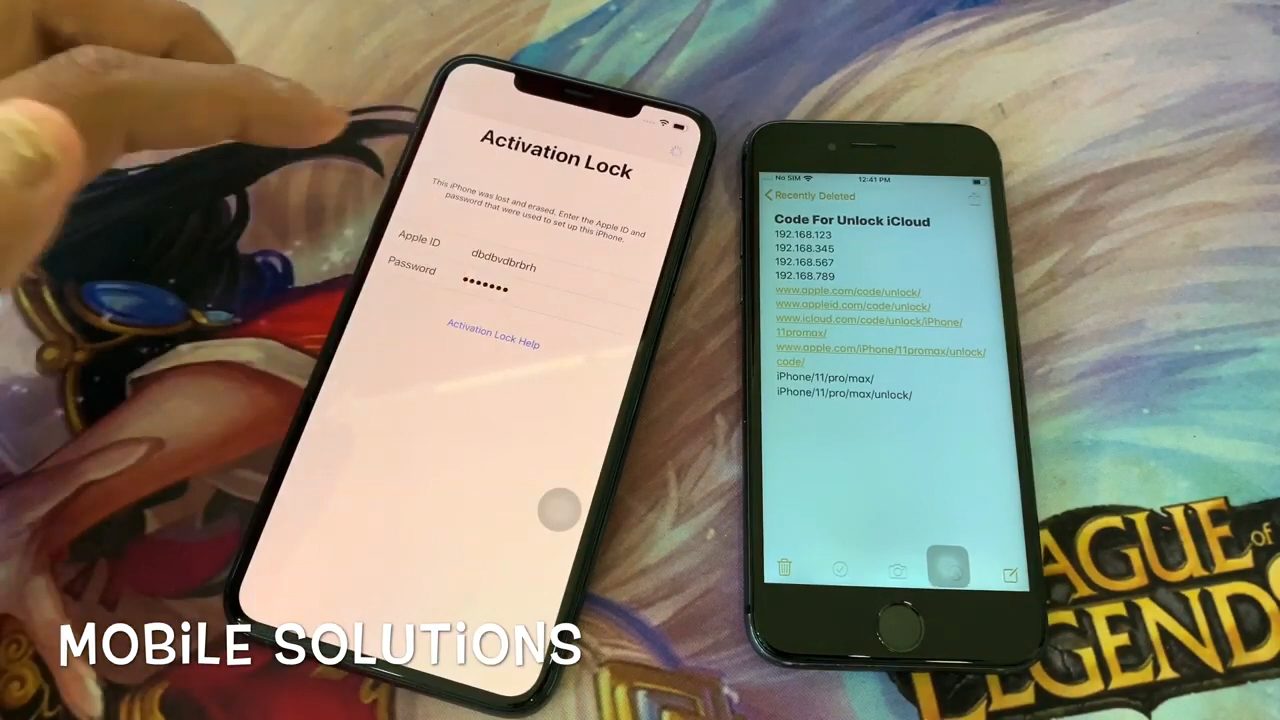 Activation Lock
This iPhone was lost and erased. Enter the Apple ID and
password that were used to set up this iPhone.
Apple ID dbdbvdbrbrh
Password •••••••
Activation Lock Help
No SIM 12:41 PM
Recently Deleted
Code For Unlock iCloud
192.168.123
192.168.345
192.168.567
192.168.789
www.apple.com/code/unlock/
www.appleid.com/code/unlock/
www.icloud.com/code/unlock/iPhone/
11promax/
www.apple.com/iPhone/11promax/unlock/
code/
iPhone/11/pro/max/
iPhone/11/pro/max/unlock/
LEAGUE of
LEGENDS
MOBiLE SOLUTiONS